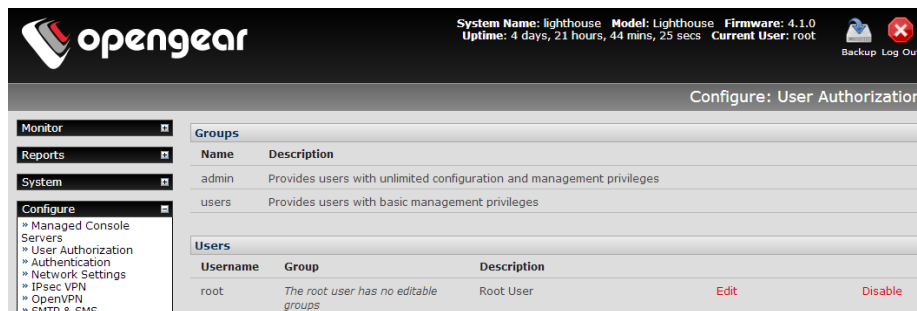 opengear
System Name: lighthouse Model: Lighthouse Firmware: 4.1.0
Uptime: 4 days, 21 hours, 44 mins, 25 secs Current User: root
Backup Log Ou
Configure: User Authorization
Monitor
Reports
System
Configure
» Managed Console
Servers
» User Authorization
» Authentication
» Network Settings
» IPsec VPN
» OpenVPN
» SMTP & SMS
Groups
Name Description
admin Provides users with unlimited configuration and management privileges
users Provides users with basic management privileges
Users
Username Group Description
root The root user has no editable groups Root User Edit Disable